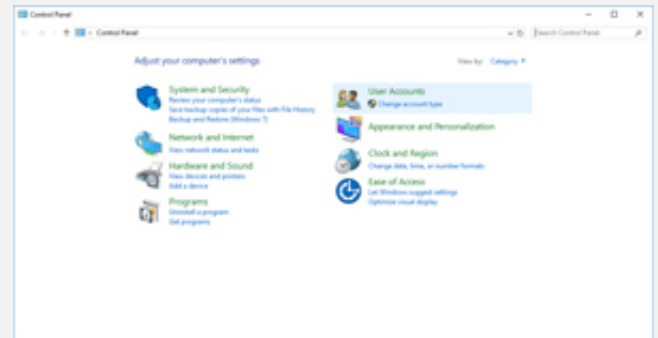 Control Panel
Control Panel
Search Control Panel
Adjust your computer's settings
View by: Category
System and Security
Review your computer's status
Save backup copies of your files with File History
Backup and Restore (Windows 7)
Network and Internet
View network status and tasks
Hardware and Sound
View devices and printers
Add a device
Programs
Uninstall a program
Get programs
User Accounts
Change account type
Appearance and Personalization
Clock and Region
Change date, time, or number formats
Ease of Access
Let Windows suggest settings
Optimize visual display